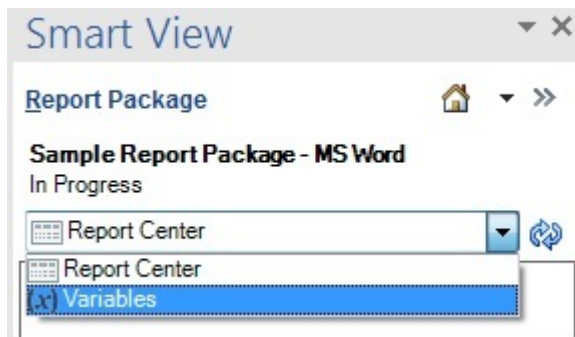 Smart View
Report Package
Sample Report Package - MS Word
In Progress
Report Center
Report Center
(x) Variables